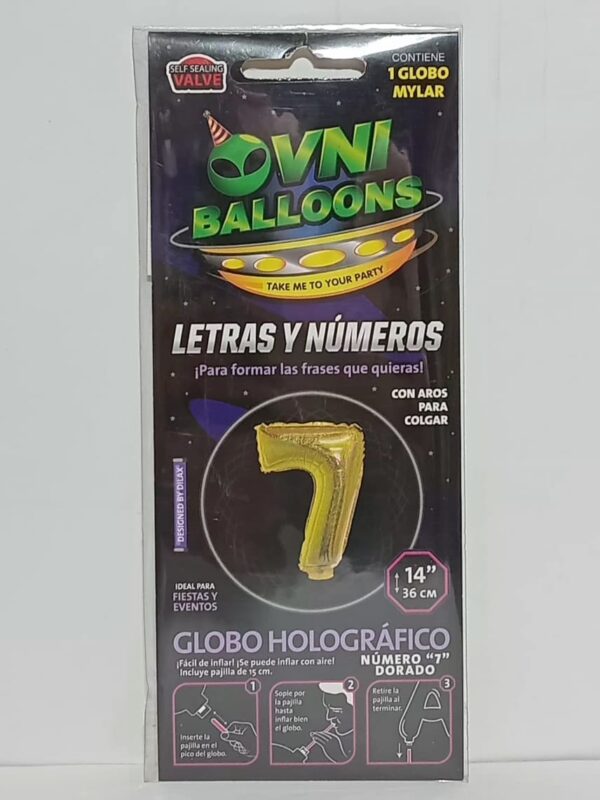 SELF SEALING
VALVE
CONTIENE
1 GLOBO
MYLAR
OVNI
BALLOONS
TAKE ME TO YOUR PARTY
LETRAS Y NÚMEROS
¡Para formar las frases que quieras!
CON AROS
PARA
COLGAR
DESIGNED BY DILAX
7
14”
36 CM
IDEAL PARA
FIESTAS Y
EVENTOS
GLOBO HOLOGRÁFICO
¡Fácil de inflar! ¡Se puede inflar con aire!
Incluye pajilla de 15 cm.
NÚMERO “7”
DORADO
1
Inserte la
pajilla en el
pico del globo.
2
Sople por
la pajilla
hasta
inflar bien
el globo.
3
Retire la
pajilla al
terminar.